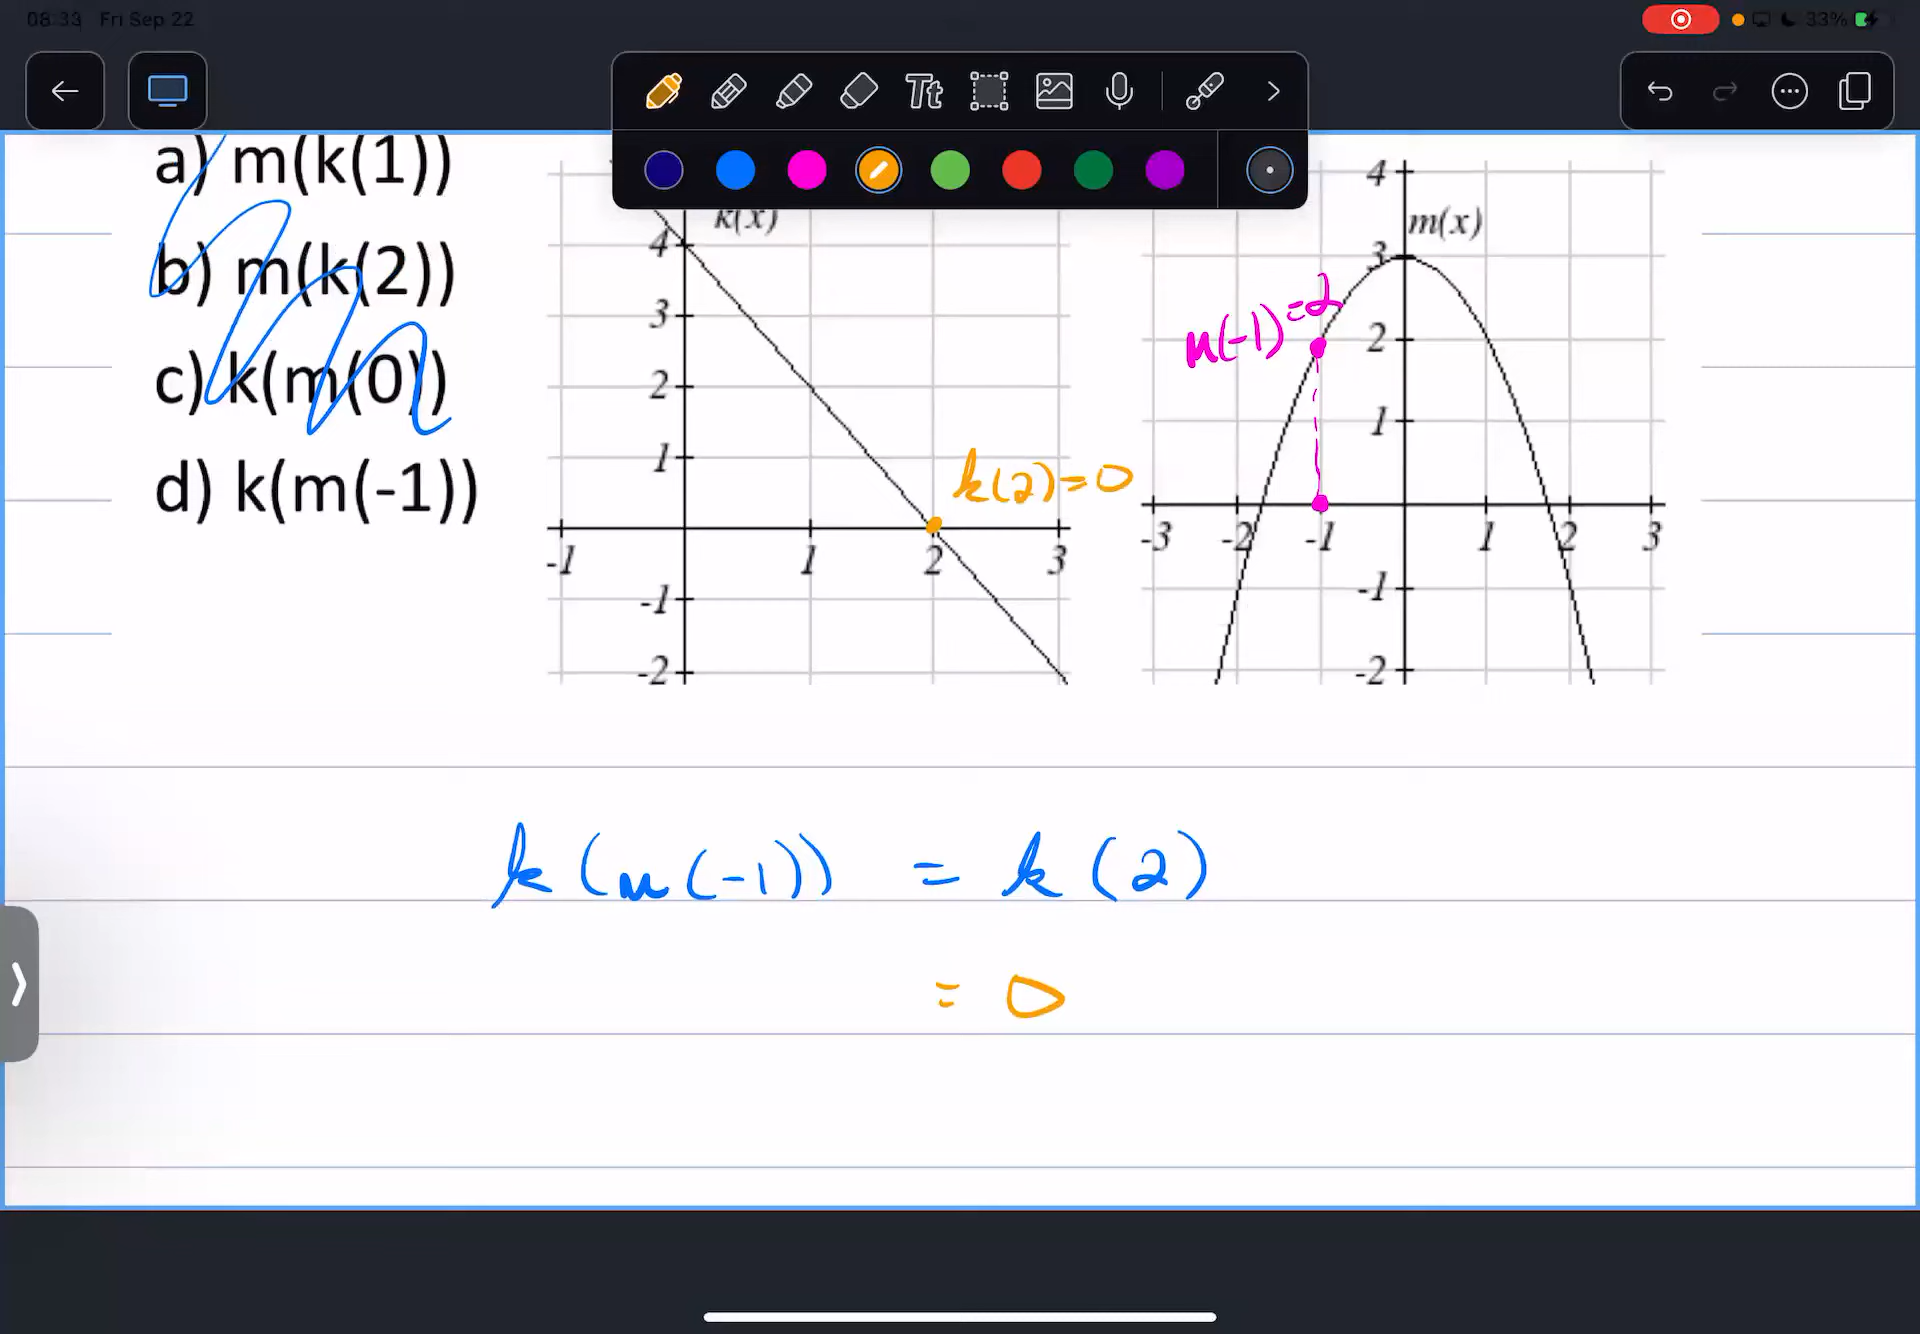 08:33 Fri Sep 22
33%
Tt
a) m(k(1))
b) m(k(2))
c) k(m(0))
d) k(m(-1))
k(x)
4
3
2
1
-1
1
2
3
-1
-2
k(2)=0
m(x)
4
3
2
1
-3
-2
-1
1
2
3
-1
-2
m(-1)=2
k(m(-1)) = k(2)
= 0